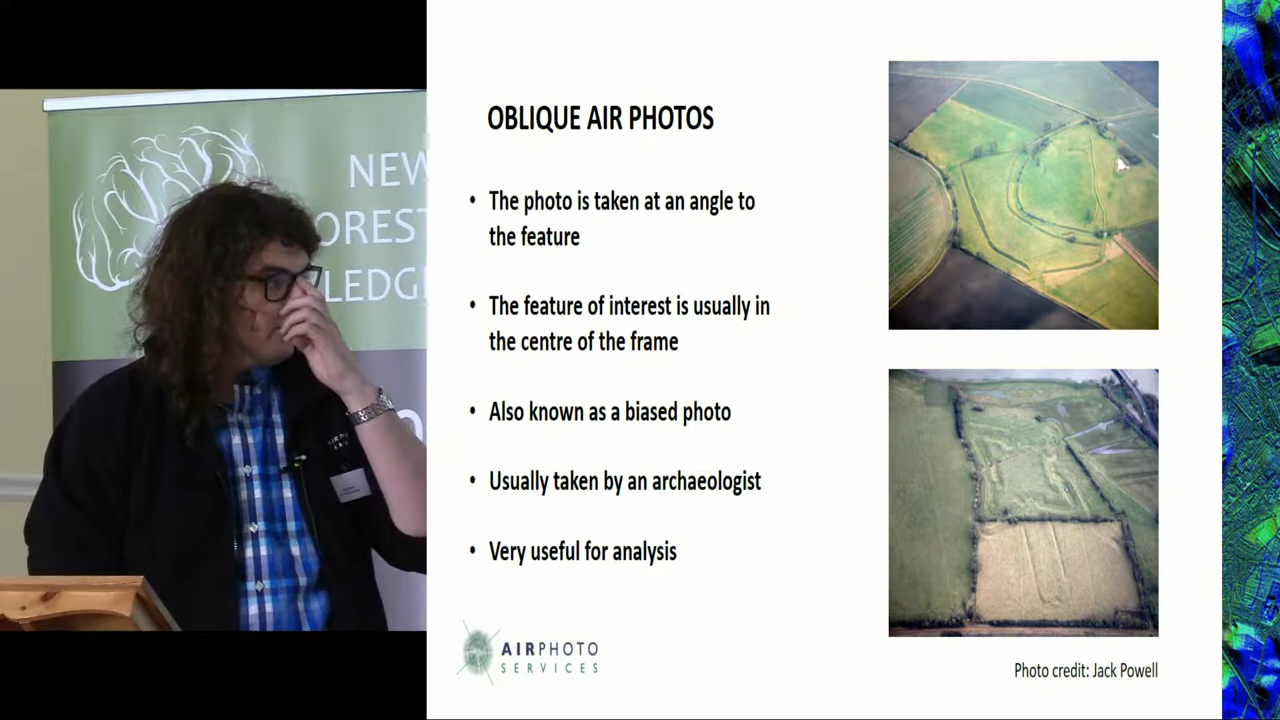 NEW
OREST
LEDGE
OBLIQUE AIR PHOTOS
• The photo is taken at an angle to
the feature
• The feature of interest is usually in
the centre of the frame
• Also known as a biased photo
• Usually taken by an archaeologist
• Very useful for analysis
AIRPHOTO
SERVICES
Photo credit: Jack Powell